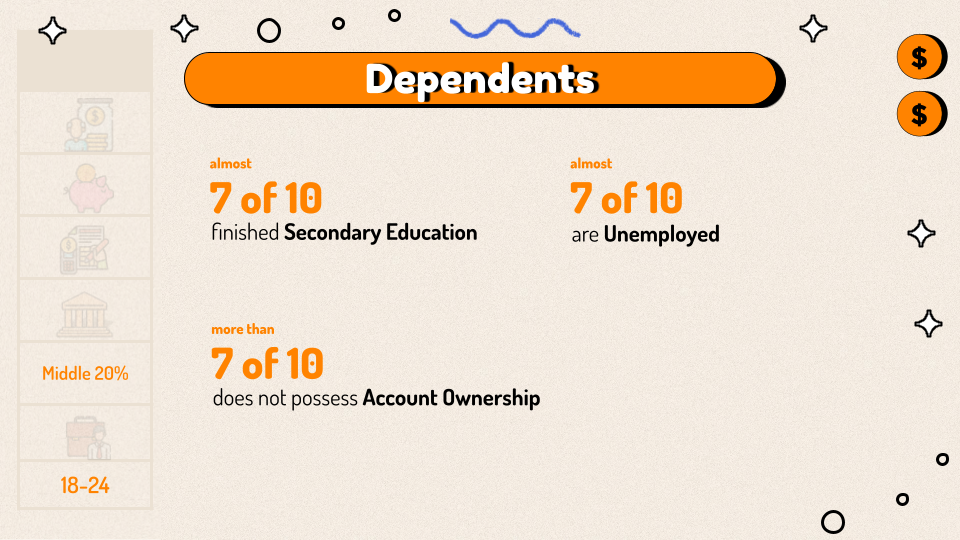 Dependents
$
$
almost
7 of 10
finished Secondary Education
almost
7 of 10
are Unemployed
more than
7 of 10
does not possess Account Ownership
Middle 20%
18-24